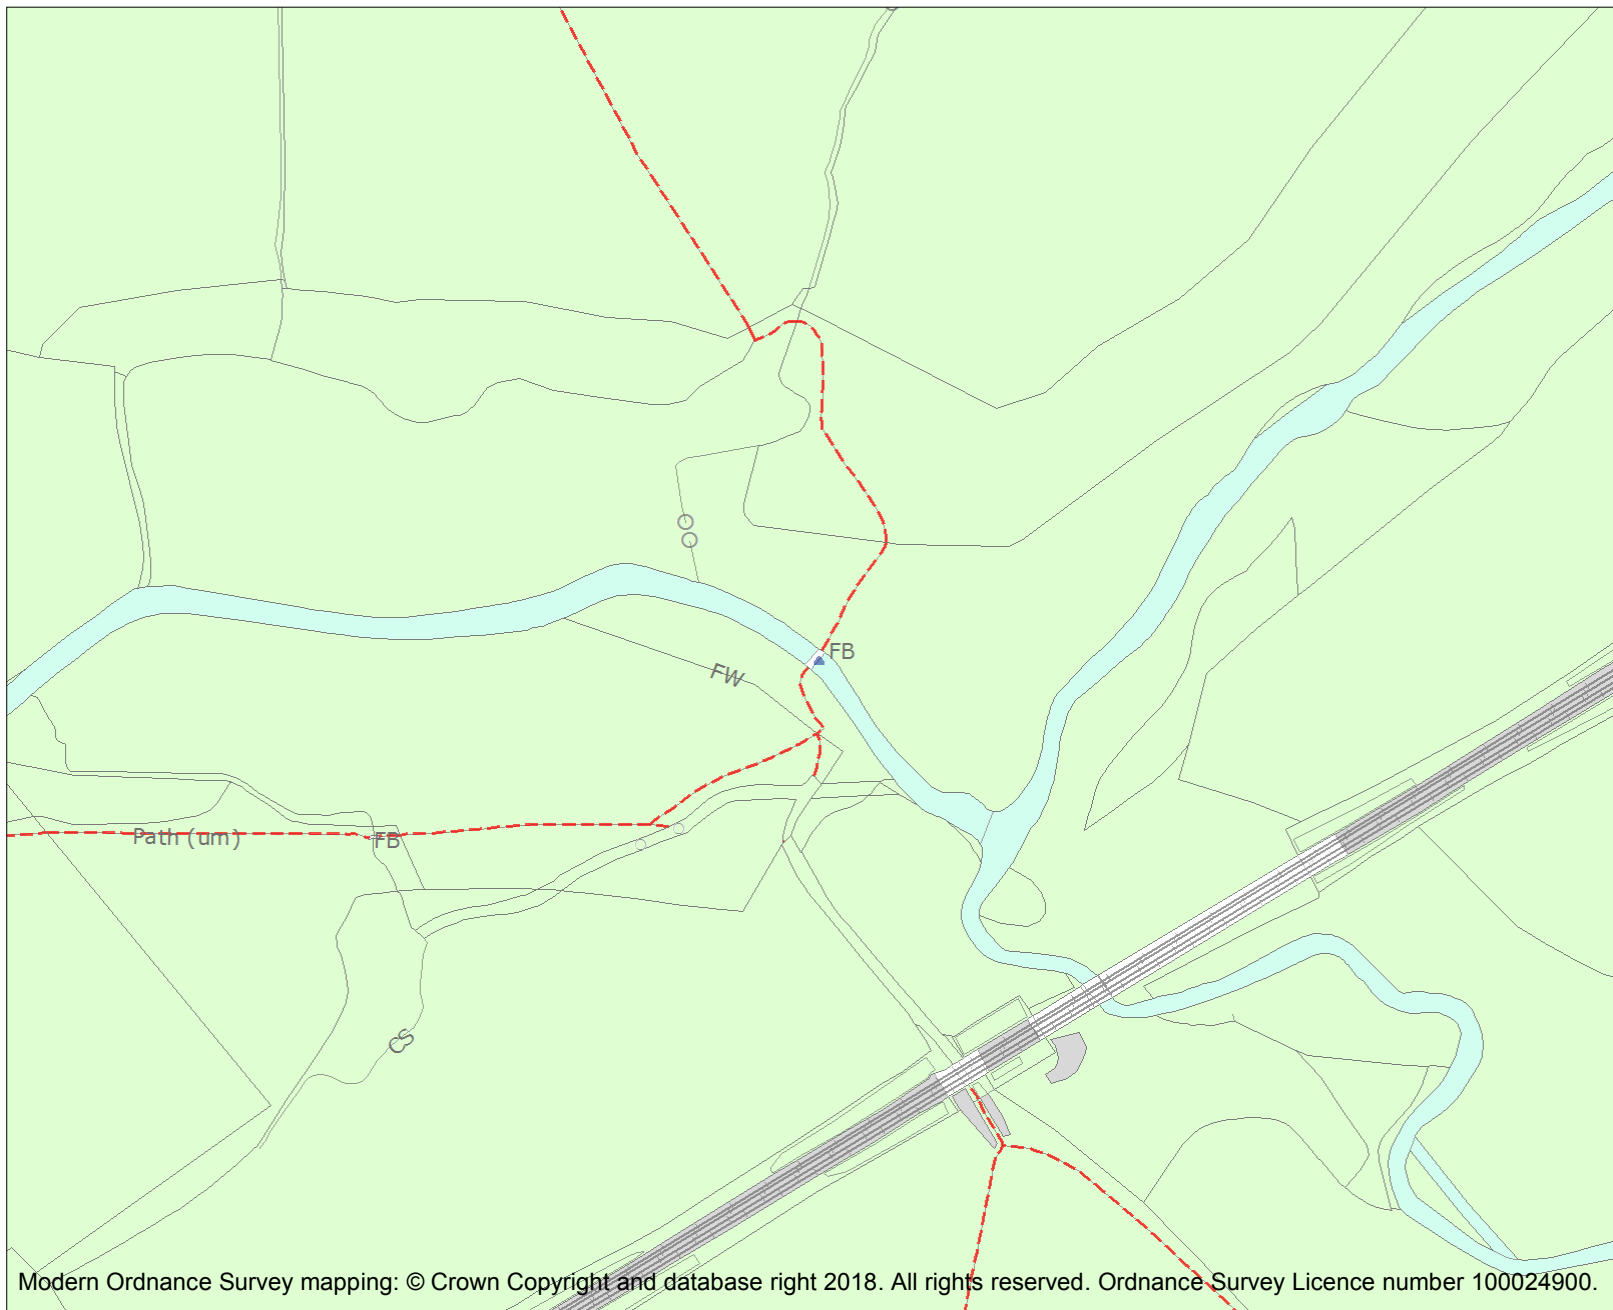 FB
FW
Path (um)
FB
CS
Modern Ordnance Survey mapping: © Crown Copyright and database right 2018. All rights reserved. Ordnance Survey Licence number 100024900.